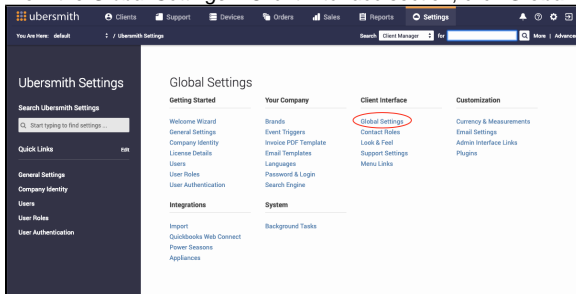 ubersmith Clients Support Devices Orders Sales Reports Settings
You Are Here: default / Ubersmith Settings Search Client Manager for More | Advance
Ubersmith Settings
Search Ubersmith Settings
Start typing to find settings ...
Quick Links Edit
General Settings
Company Identity
Users
User Roles
User Authentication
Global Settings
Getting Started
Welcome Wizard
General Settings
Company Identity
License Details
Users
User Roles
User Authentication
Your Company
Brands
Event Triggers
Invoice PDF Template
Email Templates
Languages
Password & Login
Search Engine
Client Interface
Global Settings
Contact Roles
Look & Feel
Support Settings
Menu Links
Customization
Currency & Measurements
Email Settings
Admin Interface Links
Plugins
Integrations
Import
Quickbooks Web Connect
Power Seasons
Appliances
System
Background Tasks